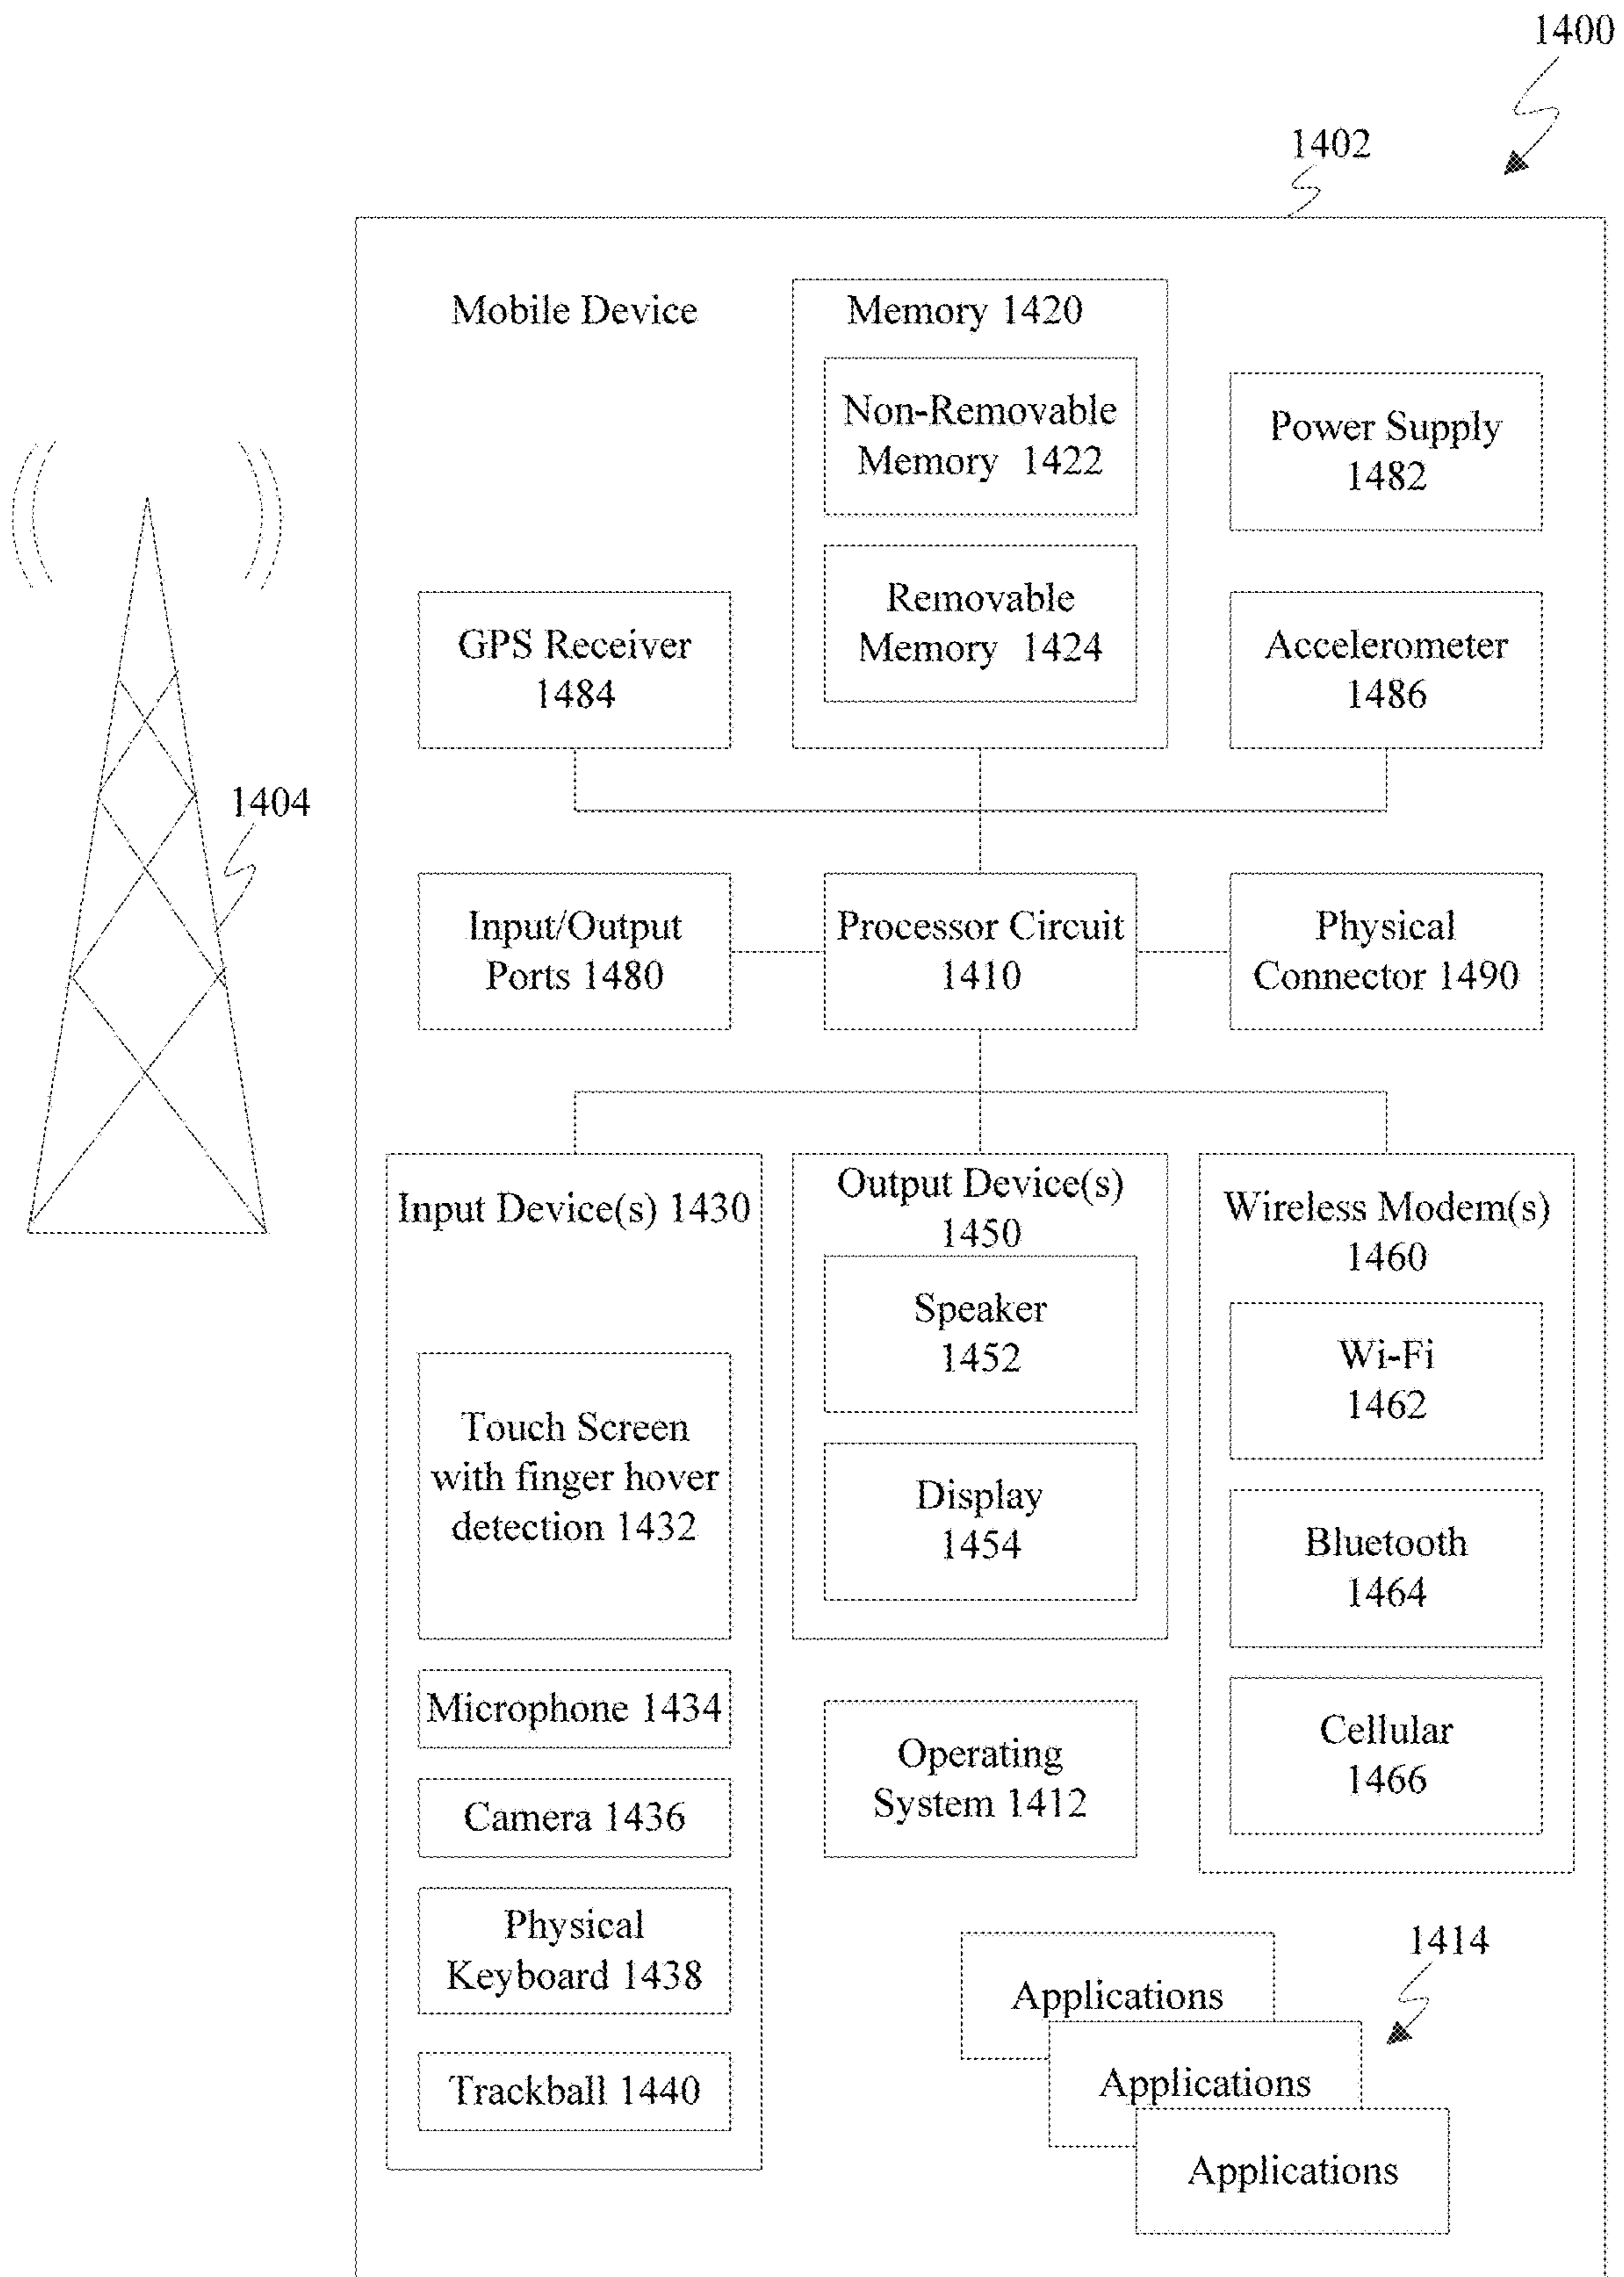 1400
1402
Mobile Device
Memory 1420
Non-Removable
Memory 1422
Power Supply
1482
Removable
Memory 1424
GPS Receiver
1484
Accelerometer
1486
1404
Input/Output
Ports 1480
Processor Circuit
1410
Physical
Connector 1490
Input Device(s) 1430
Output Device(s)
1450
Wireless Modem(s)
1460
Speaker
1452
Wi-Fi
1462
Touch Screen
with finger hover
detection 1432
Display
1454
Bluetooth
1464
Microphone 1434
Cellular
1466
Operating
System 1412
Camera 1436
Physical
Keyboard 1438
1414
Applications
Applications
Trackball 1440
Applications